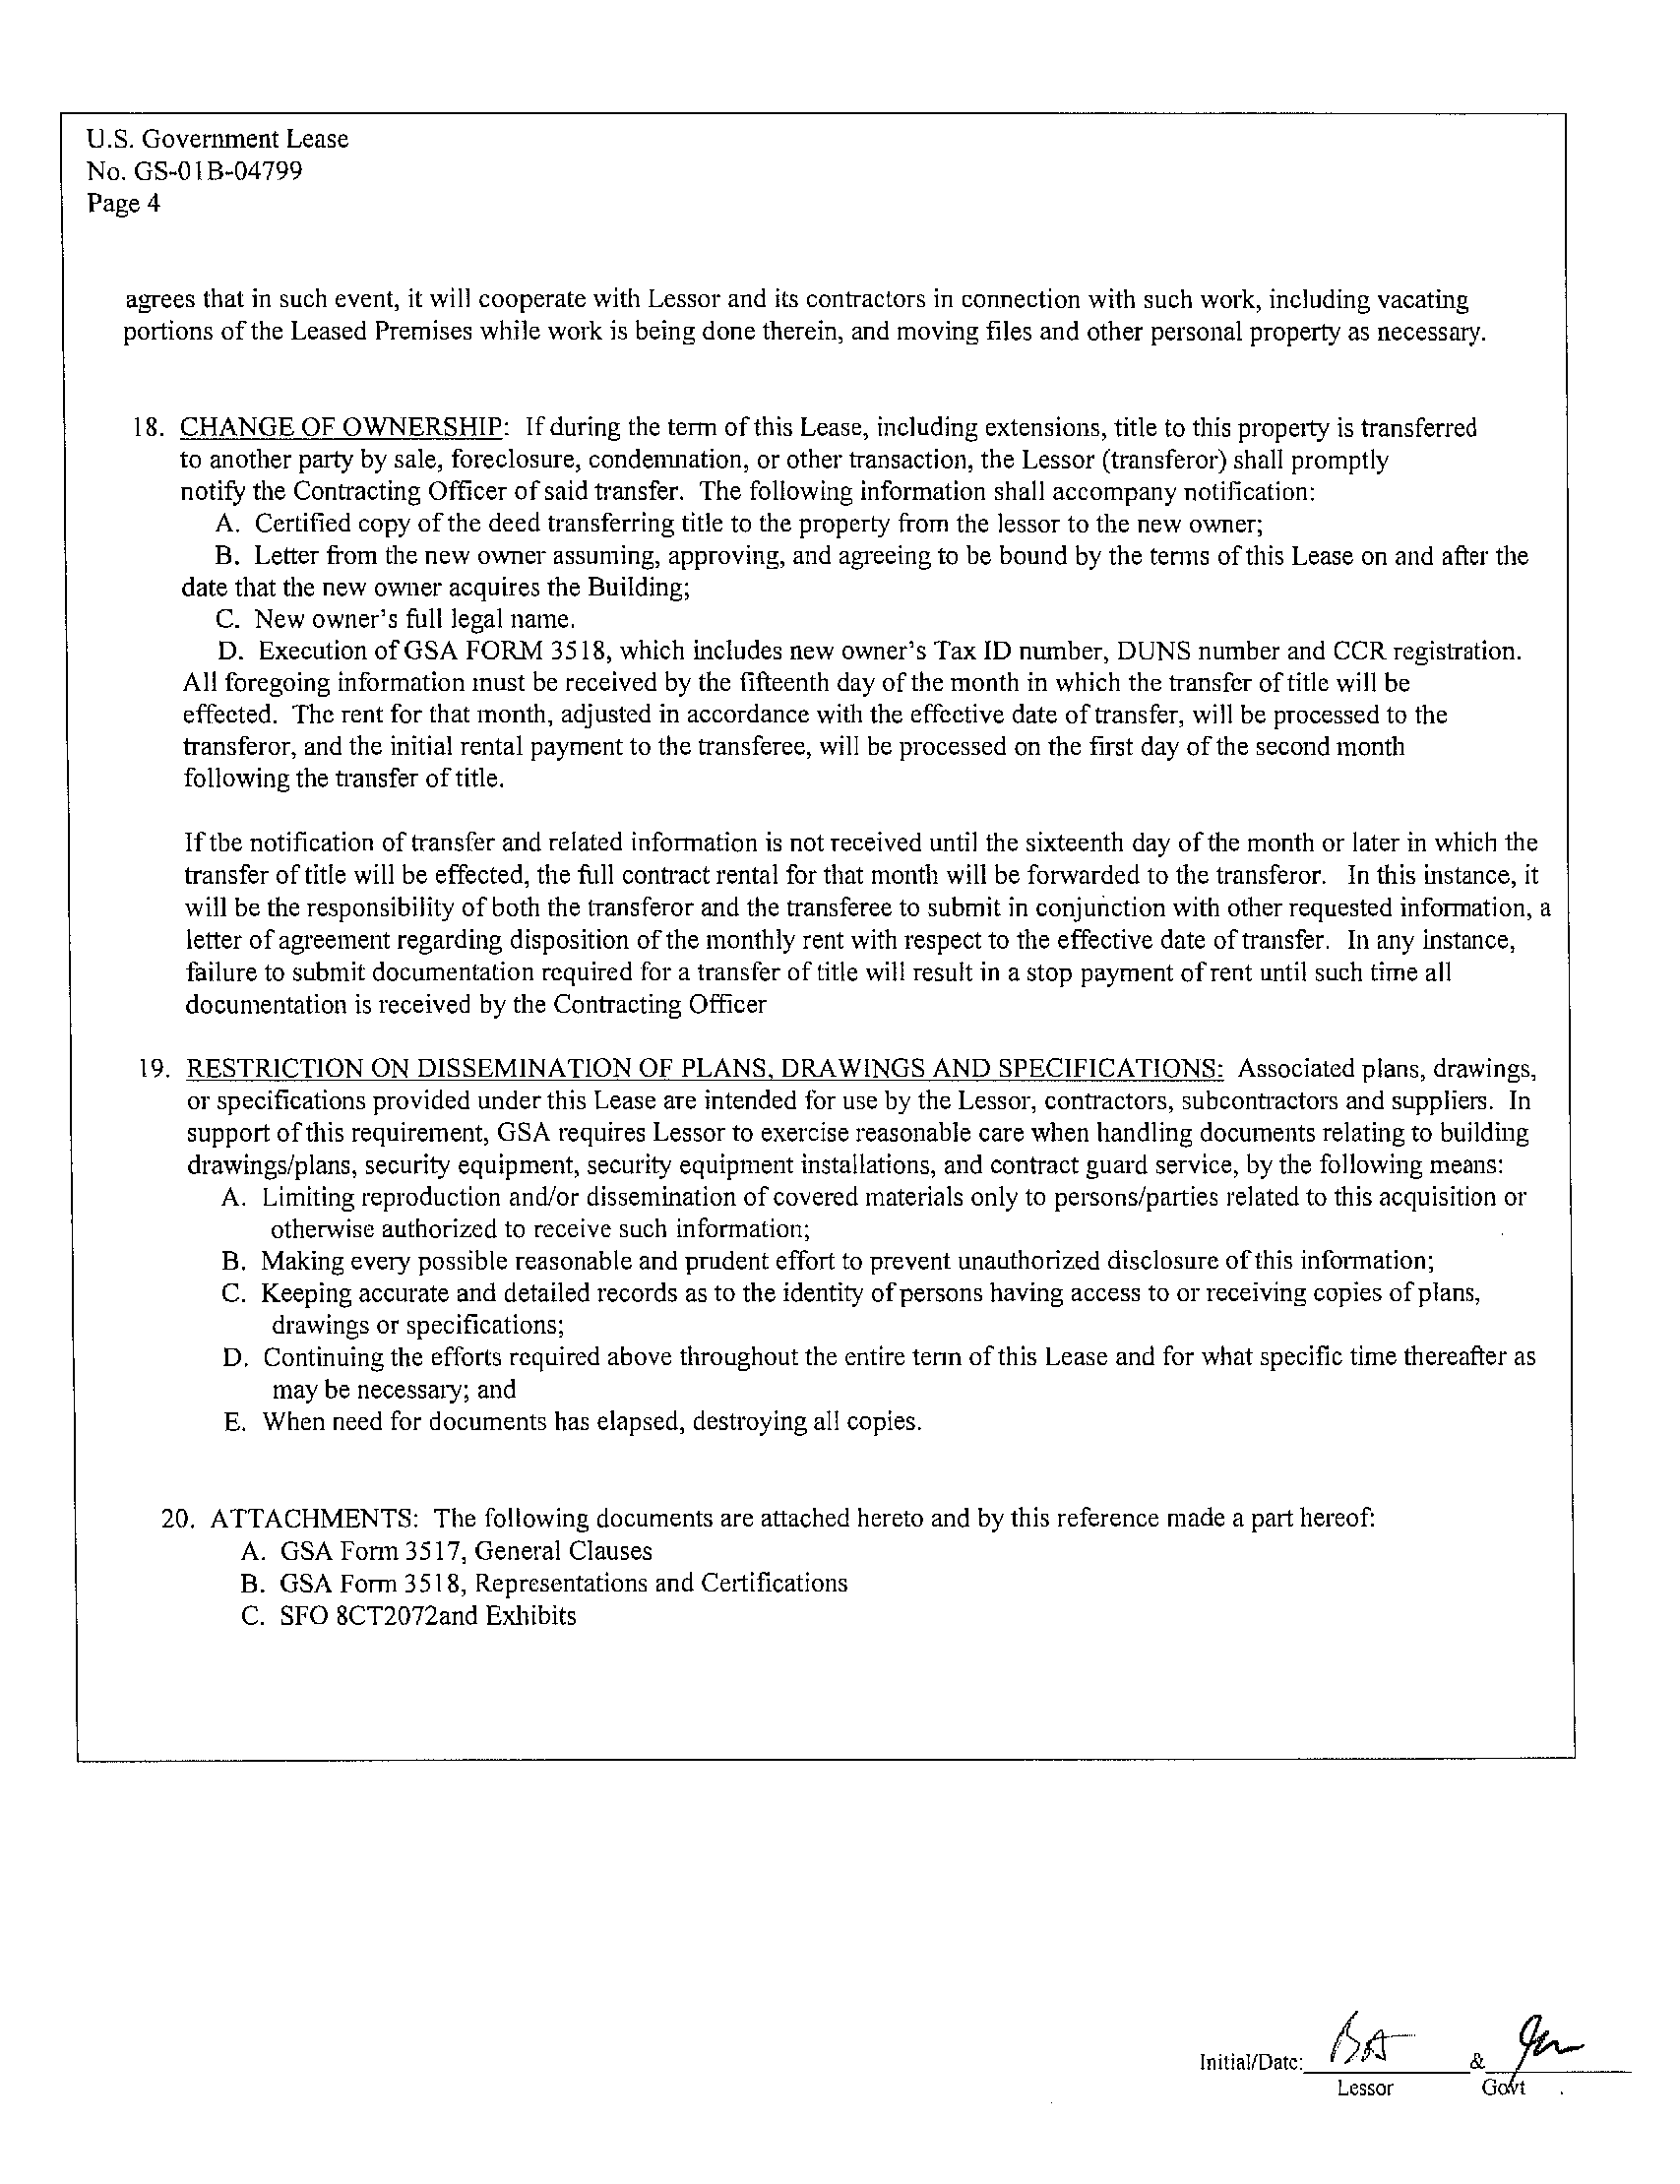 U.S. Government Lease
No. GS-01B-04799
Page 4
agrees that in such event, it will cooperate with Lessor and its contractors in connection with such work, including vacating
portions of the Leased Premises while work is being done therein, and moving files and other personal property as necessary.
18. CHANGE OF OWNERSHIP: If during the term of this Lease, including extensions, title to this property is transferred
to another party by sale, foreclosure, condemnation, or other transaction, the Lessor (transferor) shall promptly
notify the Contracting Officer of said transfer. The following information shall accompany notification:
A. Certified copy of the deed transferring title to the property from the lessor to the new owner;
B. Letter from the new owner assuming, approving, and agreeing to be bound by the terms of this Lease on and after the
date that the new owner acquires the Building;
C. New owner's full legal name.
D. Execution of GSA FORM 3518, which includes new owner's Tax ID number, DUNS number and CCR registration.
All foregoing information must be received by the fifteenth day of the month in which the transfer of title will be
effected. The rent for that month, adjusted in accordance with the effective date of transfer, will be processed to the
transferor, and the initial rental payment to the transferee, will be processed on the first day of the second month
following the transfer of title.
If tbe notification of transfer and related information is not received until the sixteenth day of the month or later in which the
transfer of title will be effected, the full contract rental for that month will be forwarded to the transferor. In this instance, it
will be the responsibility of both the transferor and the transferee to submit in conjunction with other requested information, a
letter of agreement regarding disposition of the monthly rent with respect to the effective date of transfer. In any instance,
failure to submit documentation required for a transfer of title will result in a stop payment of rent until such time all
documentation is received by the Contracting Officer
19. RESTRICTION ON DISSEMINATION OF PLANS, DRAWINGS AND SPECIFICATIONS: Associated plans, drawings,
or specifications provided under this Lease are intended for use by the Lessor, contractors, subcontractors and suppliers. In
support of this requirement, GSA requires Lessor to exercise reasonable care when handling documents relating to building
drawings/plans, security equipment, security equipment installations, and contract guard service, by the following means:
A. Limiting reproduction and/or dissemination of covered materials only to persons/parties related to this acquisition or
otherwise authorized to receive such information;
B. Making every possible reasonable and prudent effort to prevent unauthorized disclosure of this information;
C. Keeping accurate and detailed records as to the identity of persons having access to or receiving copies of plans,
drawings or specifications;
D. Continuing the efforts required above throughout the entire term of this Lease and for what specific time thereafter as
may be necessary; and
E. When need for documents has elapsed, destroying all copies.
20. ATTACHMENTS: The following documents are attached hereto and by this reference made a part hereof:
A. GSA Form 3517, General Clauses
B. GSA Form 3518, Representations and Certifications
C. SFO 8CT2072and Exhibits
Initial/Date: &
Lessor Govt